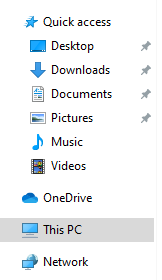 Quick access
Desktop
Downloads
Documents
Pictures
Music
Videos
OneDrive
This PC
Network